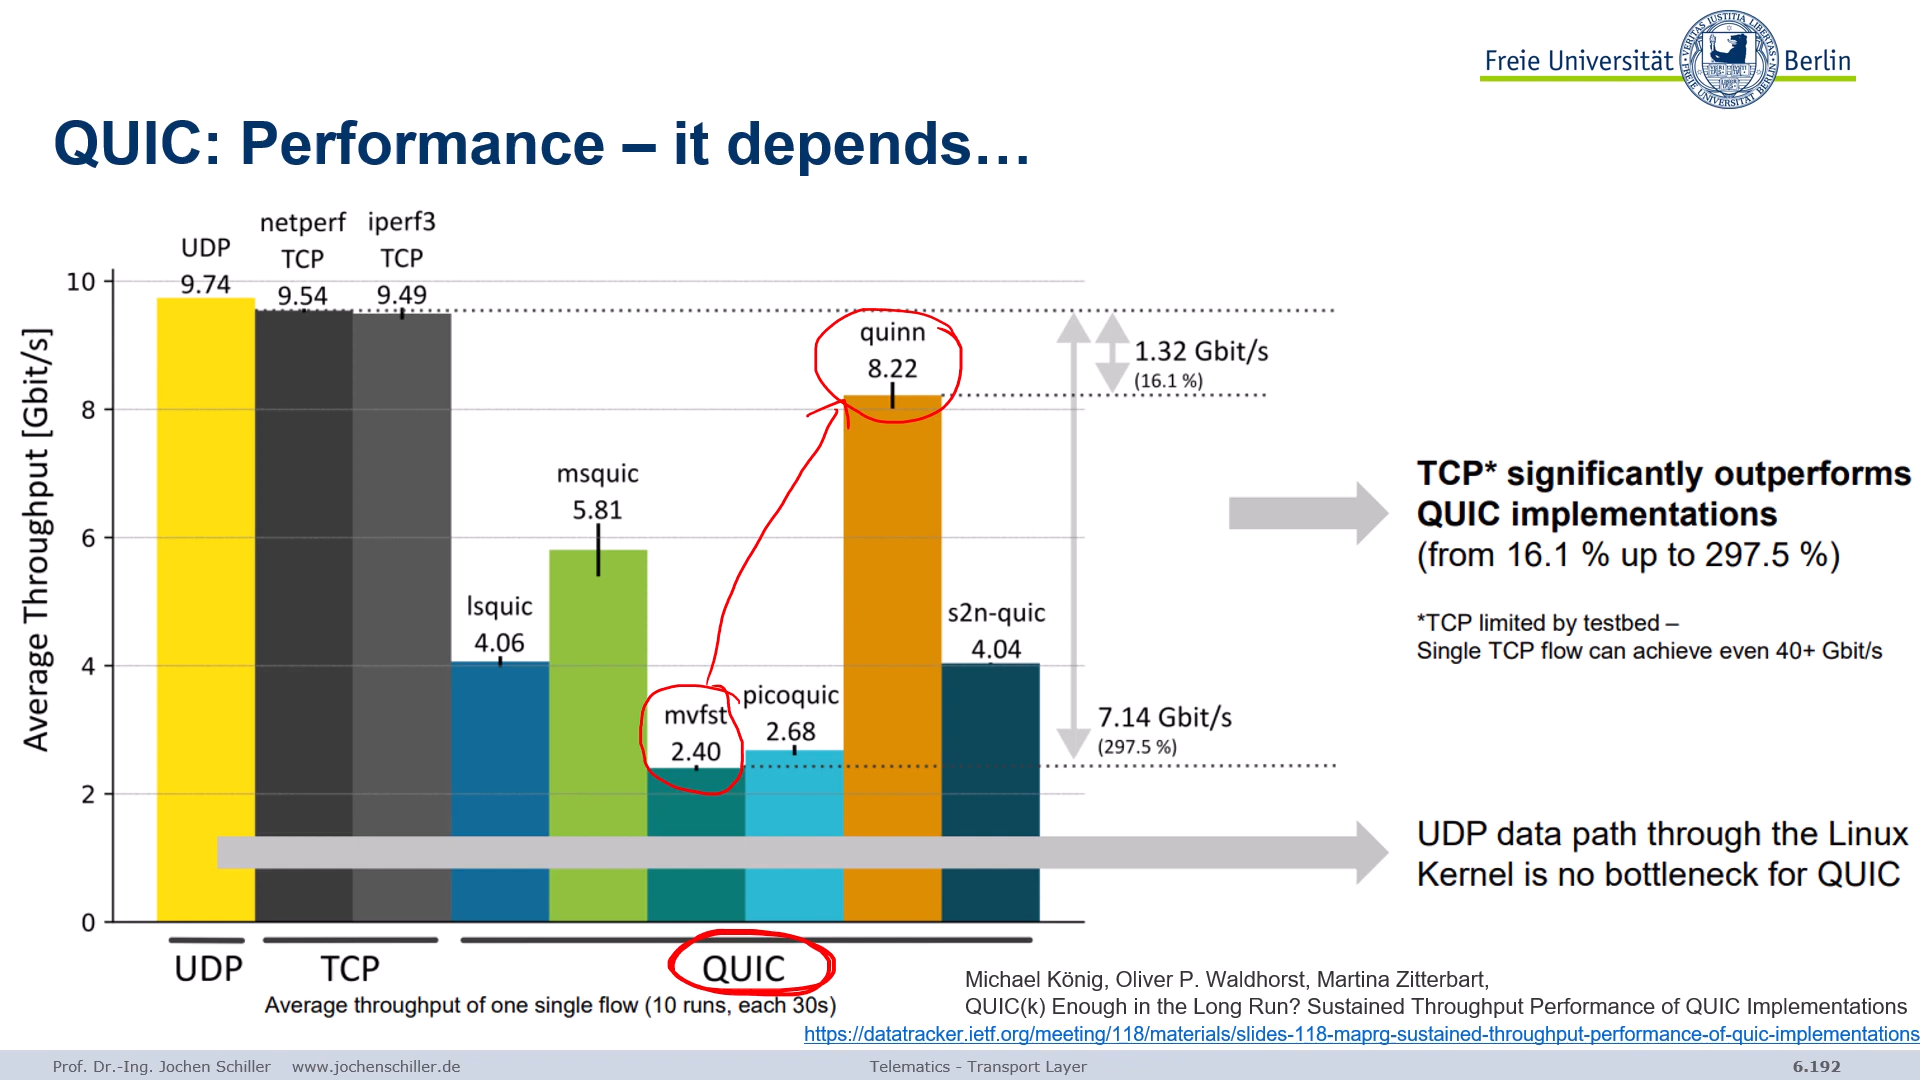 Freie Universität Berlin
QUIC: Performance – it depends…
Average Throughput [Gbit/s]
10
8
6
4
2
0
UDP
9.74
netperf
TCP
9.54
iperf3
TCP
9.49
lsquic
4.06
msquic
5.81
mvfst
2.40
picoquic
2.68
quinn
8.22
s2n-quic
4.04
1.32 Gbit/s
(16.1 %)
7.14 Gbit/s
(297.5 %)
TCP* significantly outperforms
QUIC implementations
(from 16.1 % up to 297.5 %)
*TCP limited by testbed –
Single TCP flow can achieve even 40+ Gbit/s
UDP data path through the Linux
Kernel is no bottleneck for QUIC
UDP
TCP
QUIC
Average throughput of one single flow (10 runs, each 30s)
Michael König, Oliver P. Waldhorst, Martina Zitterbart,
QUIC(k) Enough in the Long Run? Sustained Throughput Performance of QUIC Implementations
https://datatracker.ietf.org/meeting/118/materials/slides-118-maprg-sustained-throughput-performance-of-quic-implementations
Prof. Dr.-Ing. Jochen Schiller www.jochenschiller.de
Telematics - Transport Layer
6.192